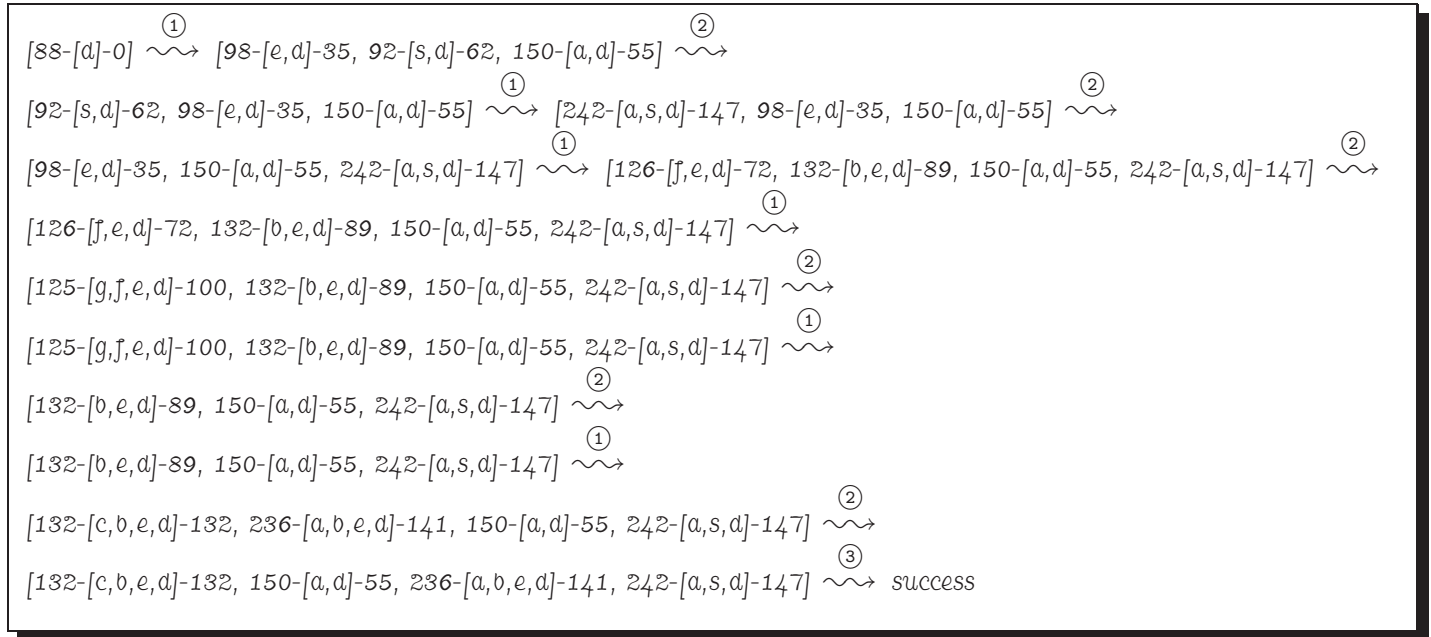 [88-[d]-0] ① ⤳ [98-[e,d]-35, 92-[s,d]-62, 150-[a,d]-55] ② ⤳
[92-[s,d]-62, 98-[e,d]-35, 150-[a,d]-55] ① ⤳ [242-[a,s,d]-147, 98-[e,d]-35, 150-[a,d]-55] ② ⤳
[98-[e,d]-35, 150-[a,d]-55, 242-[a,s,d]-147] ① ⤳ [126-[f,e,d]-72, 132-[b,e,d]-89, 150-[a,d]-55, 242-[a,s,d]-147] ② ⤳
[126-[f,e,d]-72, 132-[b,e,d]-89, 150-[a,d]-55, 242-[a,s,d]-147] ① ⤳
[125-[g,f,e,d]-100, 132-[b,e,d]-89, 150-[a,d]-55, 242-[a,s,d]-147] ② ⤳
[125-[g,f,e,d]-100, 132-[b,e,d]-89, 150-[a,d]-55, 242-[a,s,d]-147] ① ⤳
[132-[b,e,d]-89, 150-[a,d]-55, 242-[a,s,d]-147] ② ⤳
[132-[b,e,d]-89, 150-[a,d]-55, 242-[a,s,d]-147] ① ⤳
[132-[c,b,e,d]-132, 236-[a,b,e,d]-141, 150-[a,d]-55, 242-[a,s,d]-147] ② ⤳
[132-[c,b,e,d]-132, 150-[a,d]-55, 236-[a,b,e,d]-141, 242-[a,s,d]-147] ③ ⤳ success